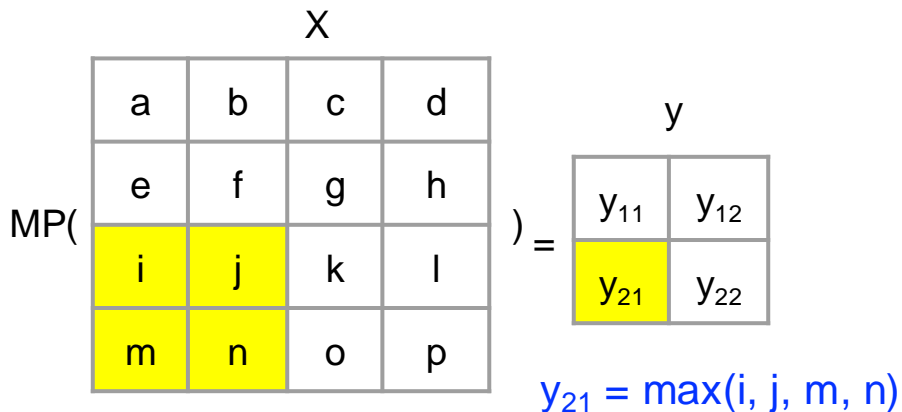 X
a b c d
y
e f g h
y₁₁ y₁₂
MP( ) =
i j k l
y₂₁ y₂₂
m n o p
y₂₁ = max(i, j, m, n)